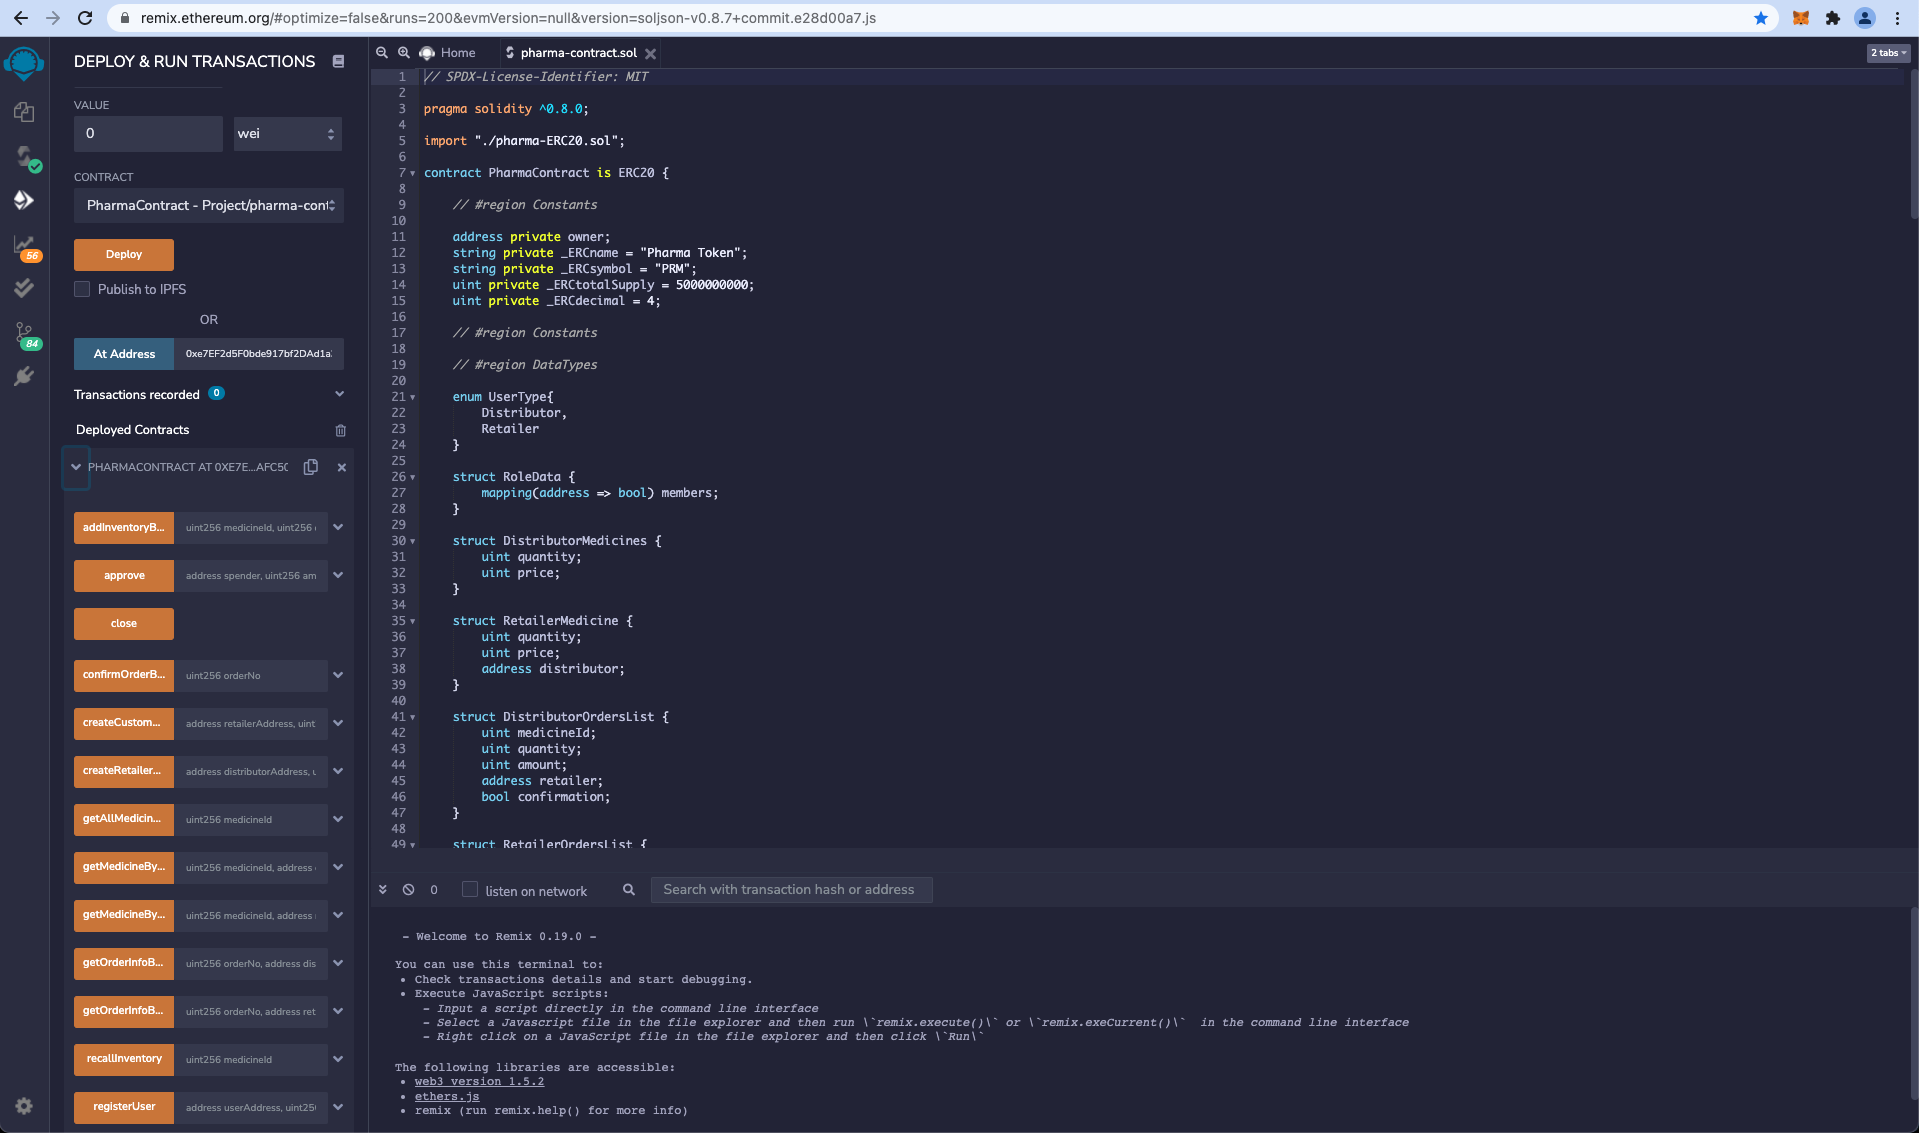 remix.ethereum.org/#optimize=false&runs=200&evmVersion=null&version=soljson-v0.8.7+commit.e28d00a7.js
DEPLOY & RUN TRANSACTIONS
VALUE
0
wei
CONTRACT
PharmaContract - Project/pharma-cont
Deploy
Publish to IPFS
OR
At Address
0xe7EF2d5F0bde917bf2DAd1a
Transactions recorded 0
Deployed Contracts
PHARMACONTRACT AT 0XE7E...AFC50
addInventoryB... uint256 medicineId, uint256
approve address spender, uint256 am
close
confirmOrderB... uint256 orderNo
createCustom... address retailerAddress, uint
createRetailer... address distributorAddress, u
getAllMedicin... uint256 medicineId
getMedicineBy... uint256 medicineId, address
getMedicineBy... uint256 medicineId, address
getOrderInfoB... uint256 orderNo, address dis
getOrderInfoB... uint256 orderNo, address ret
recallInventory uint256 medicineId
registerUser address userAddress, uint25
56
84
Home
pharma-contract.sol
2 tabs
1 // SPDX-License-Identifier: MIT
2
3 pragma solidity ^0.8.0;
4
5 import "./pharma-ERC20.sol";
6
7 contract PharmaContract is ERC20 {
8
9 // #region Constants
10
11 address private owner;
12 string private _ERCname = "Pharma Token";
13 string private _ERCsymbol = "PRM";
14 uint private _ERCtotalSupply = 5000000000;
15 uint private _ERCdecimal = 4;
16
17 // #region Constants
18
19 // #region DataTypes
20
21 enum UserType{
22 Distributor,
23 Retailer
24 }
25
26 struct RoleData {
27 mapping(address => bool) members;
28 }
29
30 struct DistributorMedicines {
31 uint quantity;
32 uint price;
33 }
34
35 struct RetailerMedicine {
36 uint quantity;
37 uint price;
38 address distributor;
39 }
40
41 struct DistributorOrdersList {
42 uint medicineId;
43 uint quantity;
44 uint amount;
45 address retailer;
46 bool confirmation;
47 }
48
49 struct RetailerOrdersList {
0
listen on network
Search with transaction hash or address
- Welcome to Remix 0.19.0 -
You can use this terminal to:
• Check transactions details and start debugging.
• Execute JavaScript scripts:
- Input a script directly in the command line interface
- Select a Javascript file in the file explorer and then run \`remix.execute()\` or \`remix.exeCurrent()\` in the command line interface
- Right click on a JavaScript file in the file explorer and then click \`Run\`
The following libraries are accessible:
• web3 version 1.5.2
• ethers.js
• remix (run remix.help() for more info)